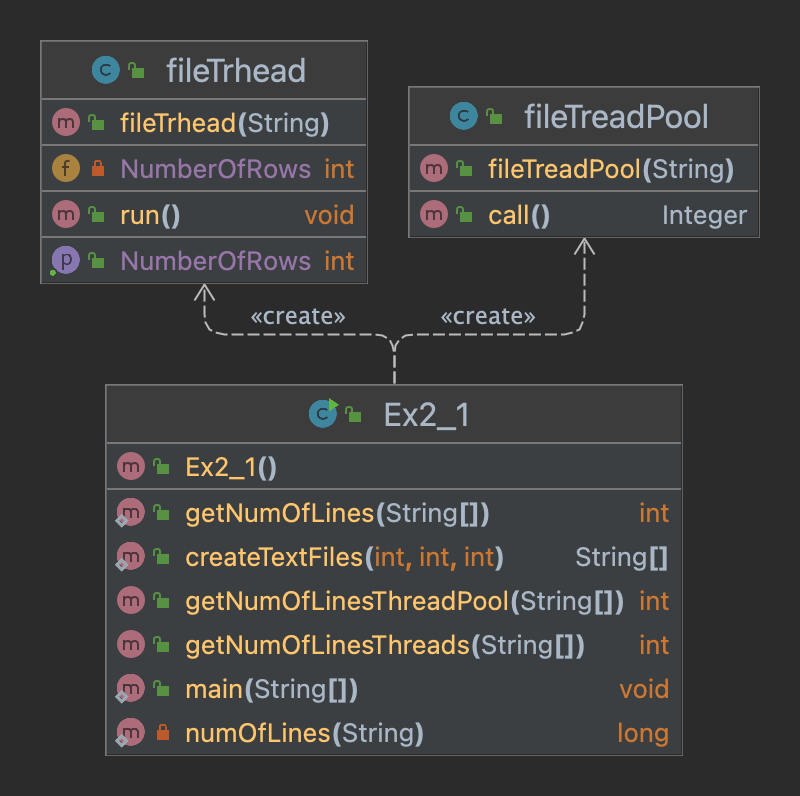 fileTrhead
fileTrhead(String)
NumberOfRows int
run() void
NumberOfRows int
fileTreadPool
fileTreadPool(String)
call() Integer
«create» «create»
Ex2_1
Ex2_1()
getNumOfLines(String[]) int
createTextFiles(int, int, int) String[]
getNumOfLinesThreadPool(String[]) int
getNumOfLinesThreads(String[]) int
main(String[]) void
numOfLines(String) long